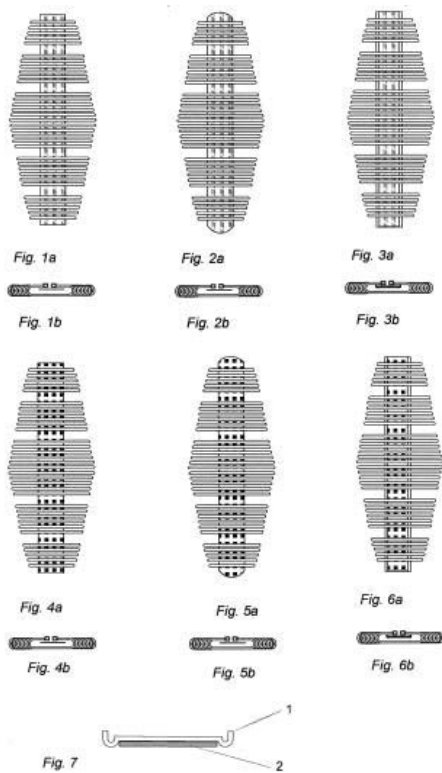 Fig. 1a
Fig. 2a
Fig. 3a
Fig. 1b
Fig. 2b
Fig. 3b
Fig. 4a
Fig. 5a
Fig. 6a
Fig. 4b
Fig. 5b
Fig. 6b
1
Fig. 7
2